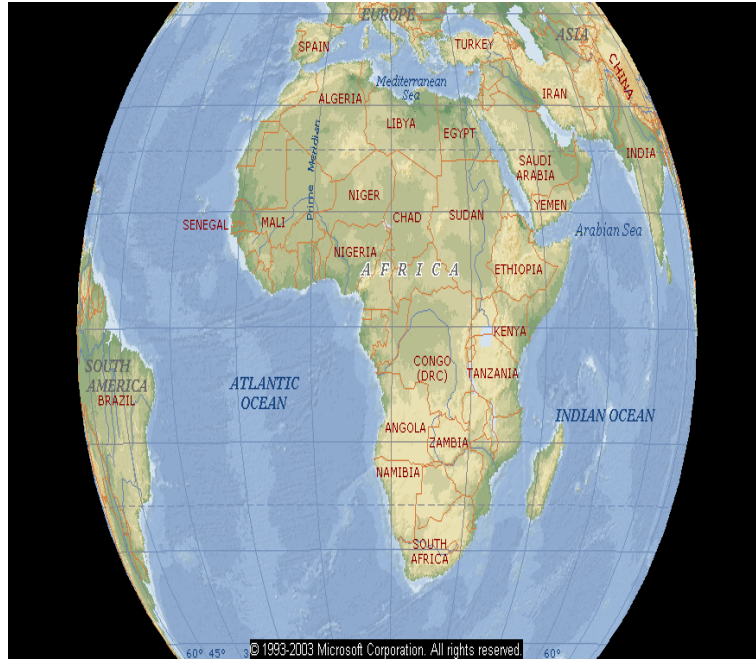 EUROPE
ASIA
SPAIN
TURKEY
CHINA
Mediterranean
Sea
IRAN
ALGERIA
LIBYA
EGYPT
INDIA
Prime Meridian
SAUDI
ARABIA
NIGER
YEMEN
SENEGAL
MALI
CHAD
SUDAN
Arabian Sea
NIGERIA
AFRICA
ETHIOPIA
KENYA
SOUTH
AMERICA
BRAZIL
CONGO
(DRC)
TANZANIA
ATLANTIC
OCEAN
INDIAN OCEAN
ANGOLA
ZAMBIA
NAMIBIA
SOUTH
AFRICA
© 1993-2003 Microsoft Corporation. All rights reserved.
60° 45°
60°